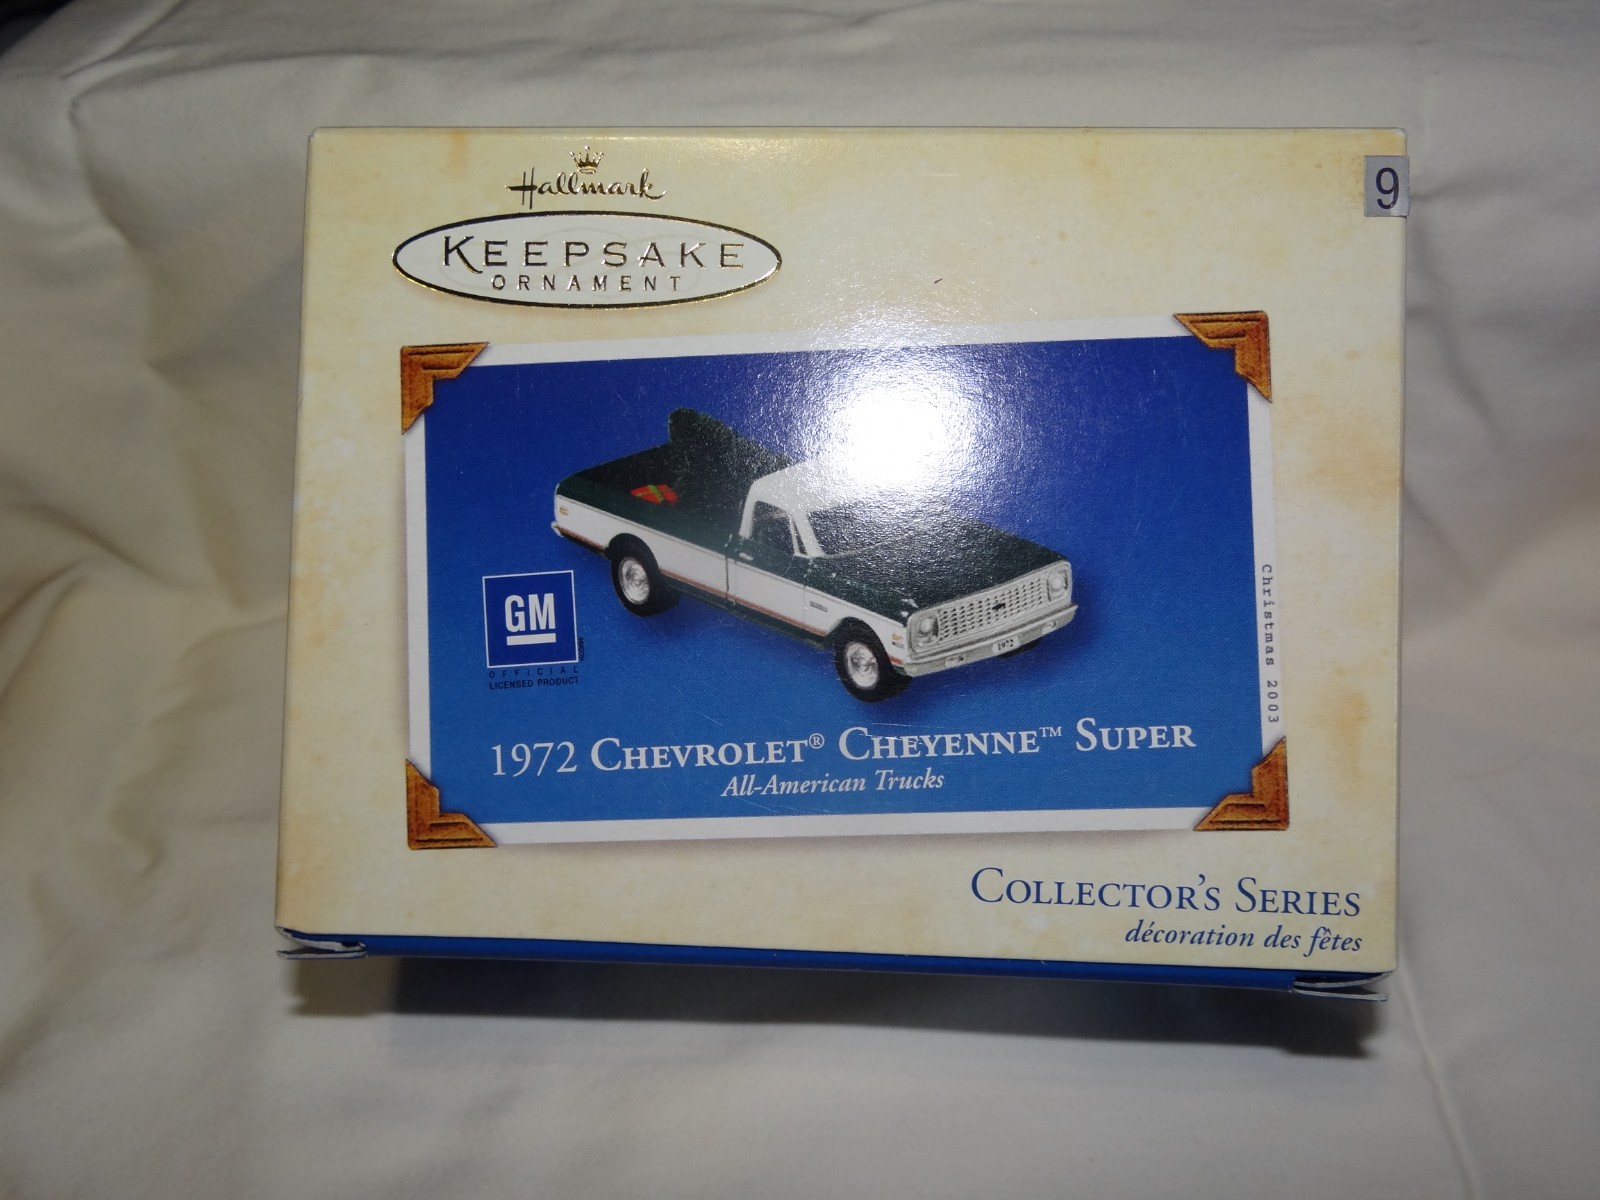 Hallmark
KEEPSAKE
ORNAMENT
9
GM
OFFICIAL
LICENSED PRODUCT
1972
Christmas 2003
1972 CHEVROLET® CHEYENNE™ SUPER
All-American Trucks
COLLECTOR'S SERIES
décoration des fêtes